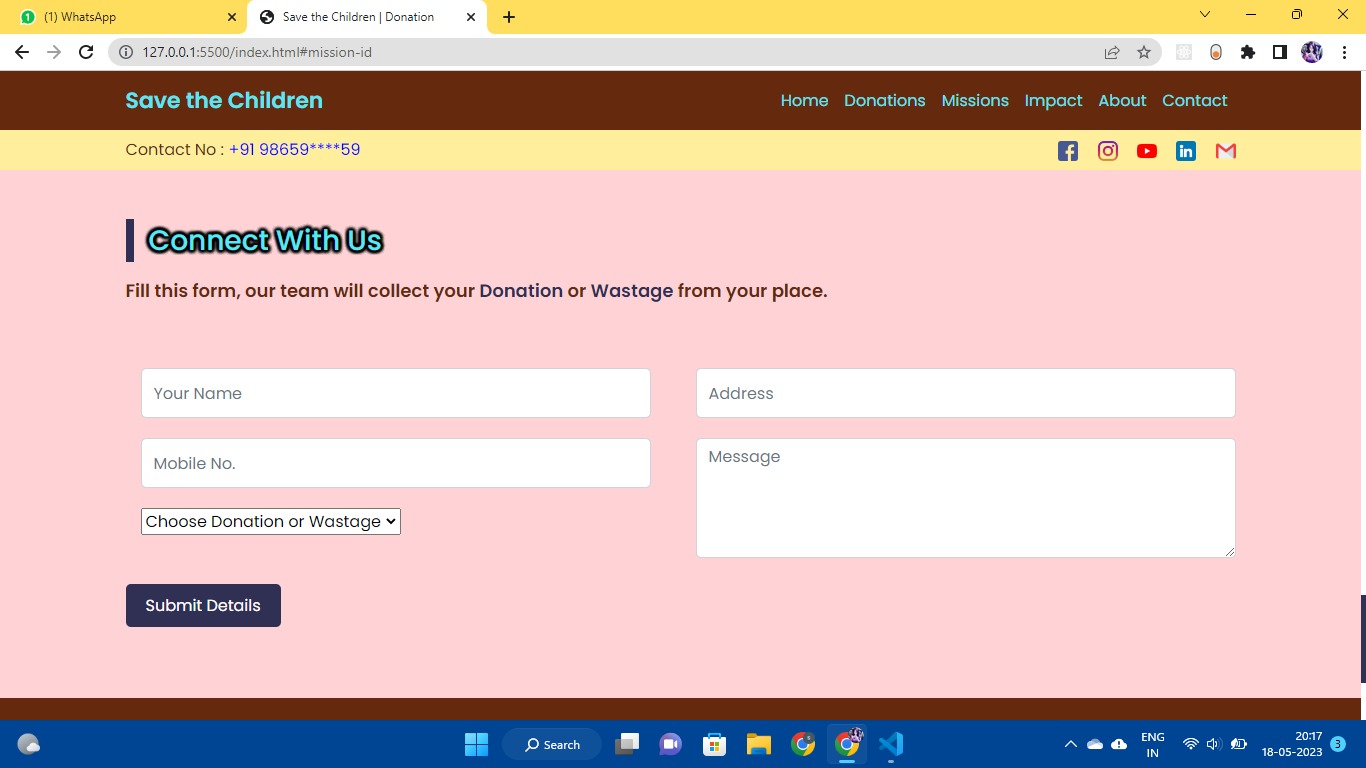 (1) WhatsApp
Save the Children | Donation
127.0.0.1:5500/index.html#mission-id
Save the Children
Home Donations Missions Impact About Contact
Contact No : +91 98659****59
Connect With Us
Fill this form, our team will collect your Donation or Wastage from your place.
Your Name
Address
Mobile No.
Message
Choose Donation or Wastage
Submit Details
Search
ENG
IN
20:17
18-05-2023
3